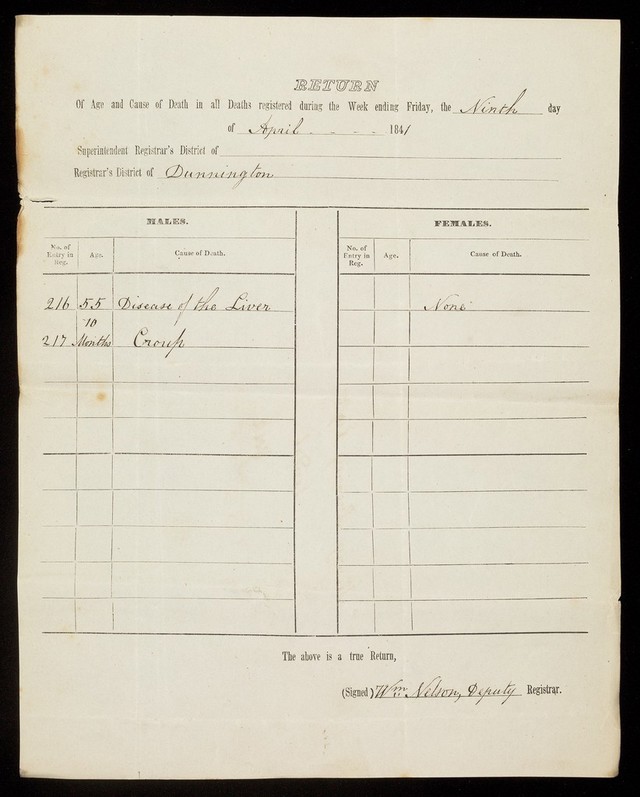 RETURN
Of Age and Cause of Death in all Deaths registered during the Week ending Friday, the Ninth day
of April - - - - 1841
Superintendent Registrar's District of
Registrar's District of Dunnington
MALES. FEMALES.
No. of Entry in Reg. Age. Cause of Death. No. of Entry in Reg. Age. Cause of Death.
216 55 Disease of the Liver None
217 10 Months Croup
The above is a true Return,
(Signed) Wm. Nelson, Deputy Registrar.